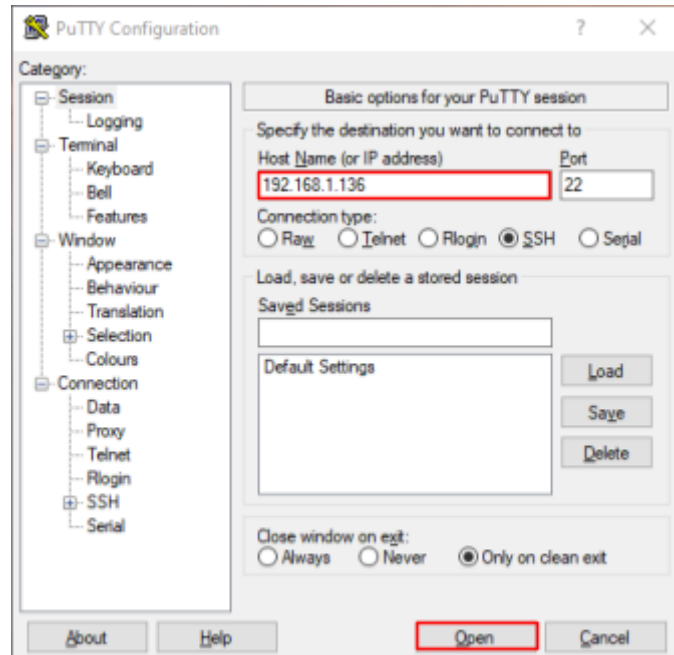 PuTTY Configuration
?
Category:
Session
Logging
Terminal
Keyboard
Bell
Features
Window
Appearance
Behaviour
Translation
Selection
Colours
Connection
Data
Proxy
Telnet
Rlogin
SSH
Serial
Basic options for your PuTTY session
Specify the destination you want to connect to
Host Name (or IP address) Port
192.168.1.136 22
Connection type:
Raw Telnet Rlogin SSH Serial
Load, save or delete a stored session
Saved Sessions
Default Settings
Load
Save
Delete
Close window on exit:
Always Never Only on clean exit
About Help Open Cancel